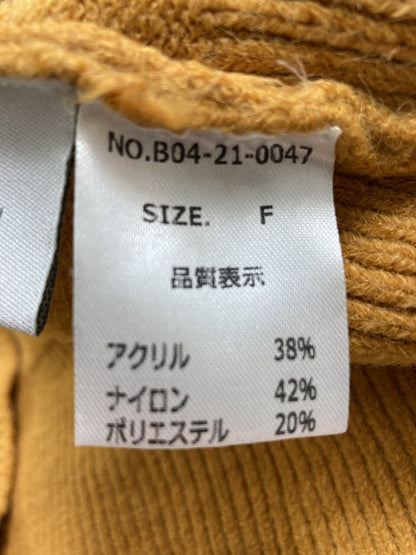 NO.B04-21-0047
SIZE. F
品質表示
アクリル 38%
ナイロン 42%
ポリエステル 20%